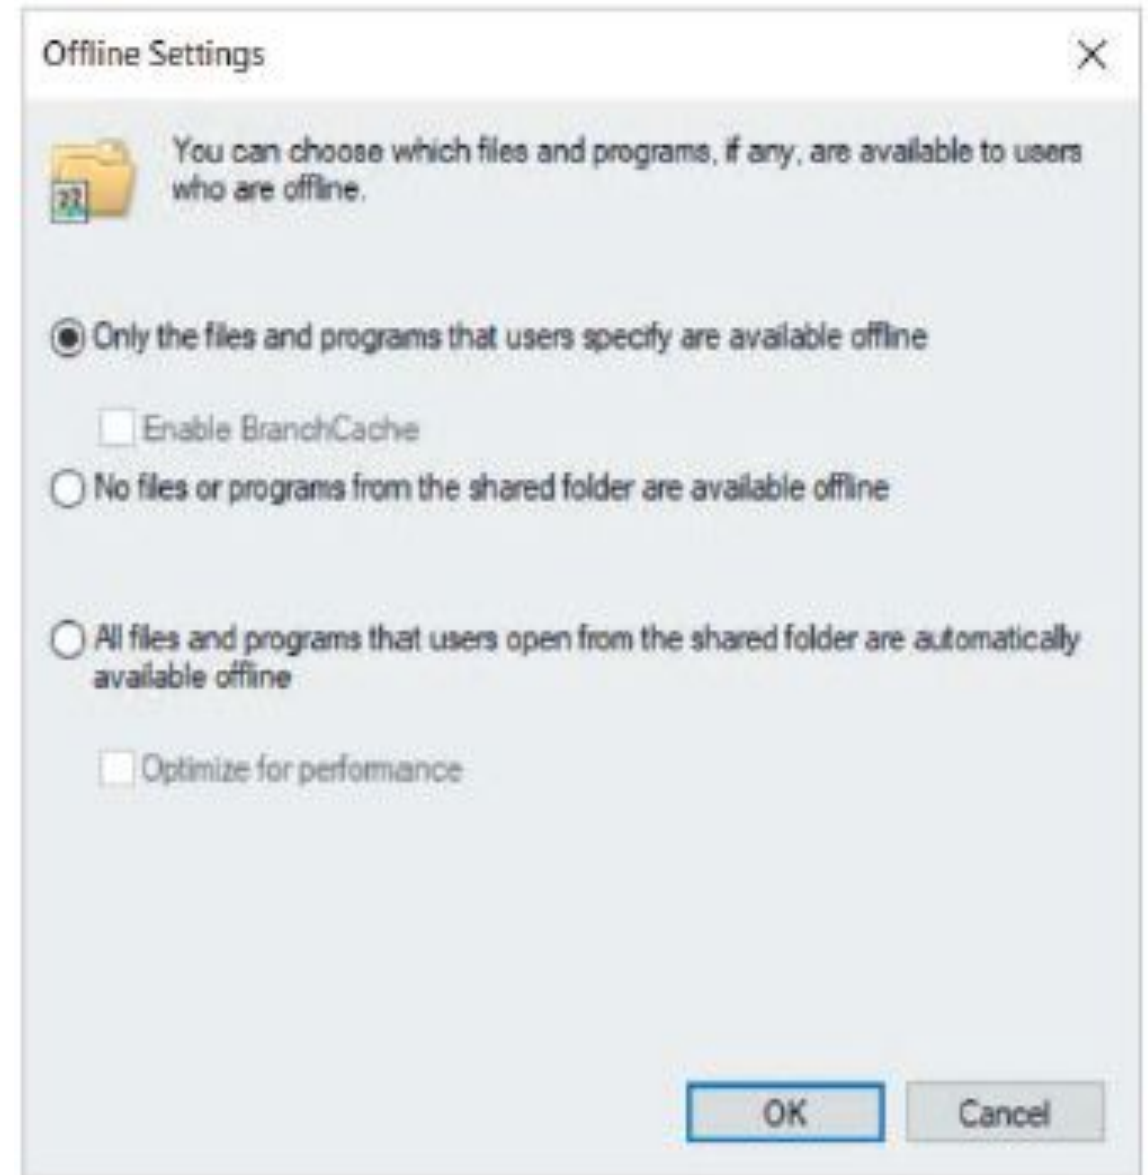 Offline Settings
You can choose which files and programs, if any, are available to users
who are offline.
Only the files and programs that users specify are available offline
Enable BranchCache
No files or programs from the shared folder are available offline
All files and programs that users open from the shared folder are automatically
available offline
Optimize for performance
OK
Cancel